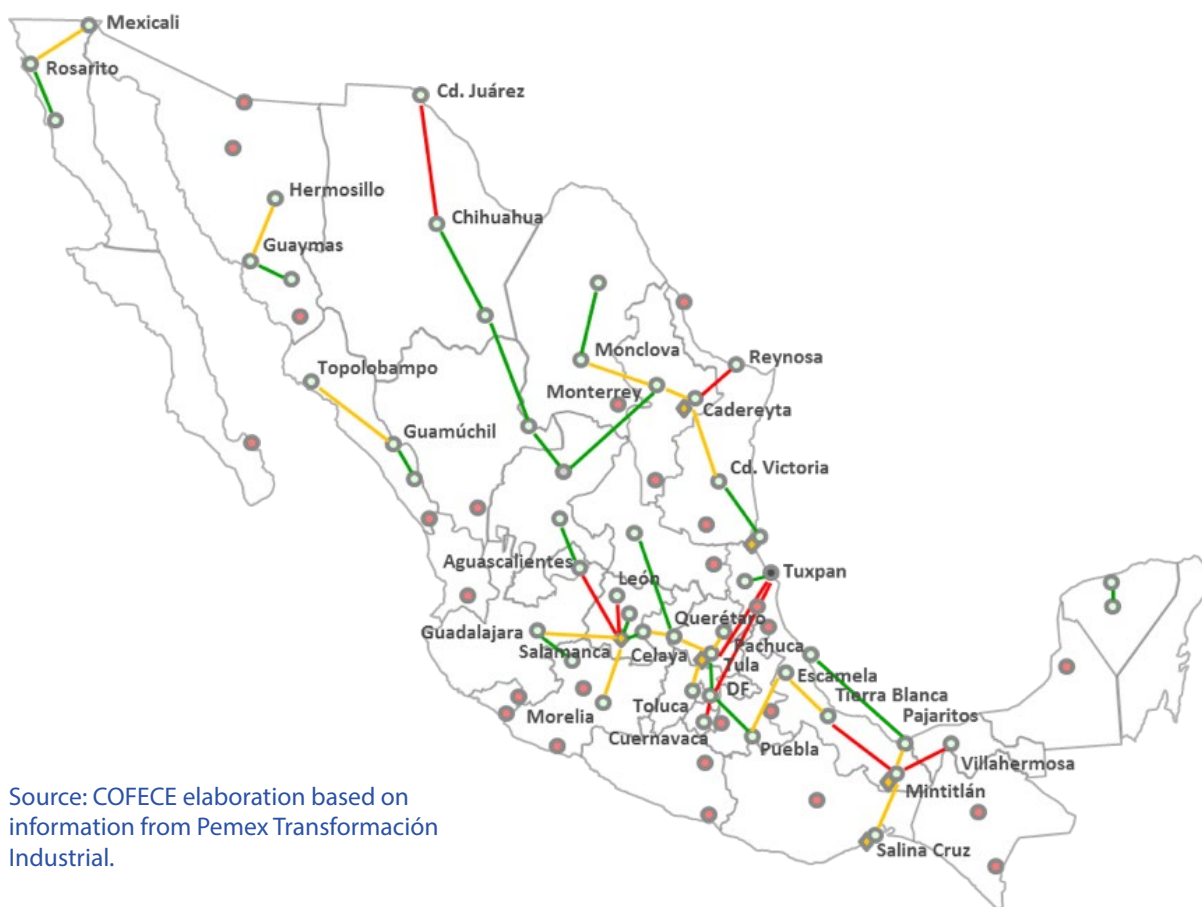 Mexicali
Rosarito
Cd. Juárez
Hermosillo
Chihuahua
Guaymas
Monclova
Reynosa
Topolobampo
Monterrey
Cadereyta
Guamúchil
Cd. Victoria
Aguascalientes
León
Tuxpan
Querétaro
Guadalajara
Salamanca
Celaya
Pachuca
Tula
Escamela
DF
Tierra Blanca
Toluca
Morelia
Pajaritos
Cuernavaca
Puebla
Villahermosa
Mintitlán
Salina Cruz
Source: COFECE elaboration based on
information from Pemex Transformación
Industrial.